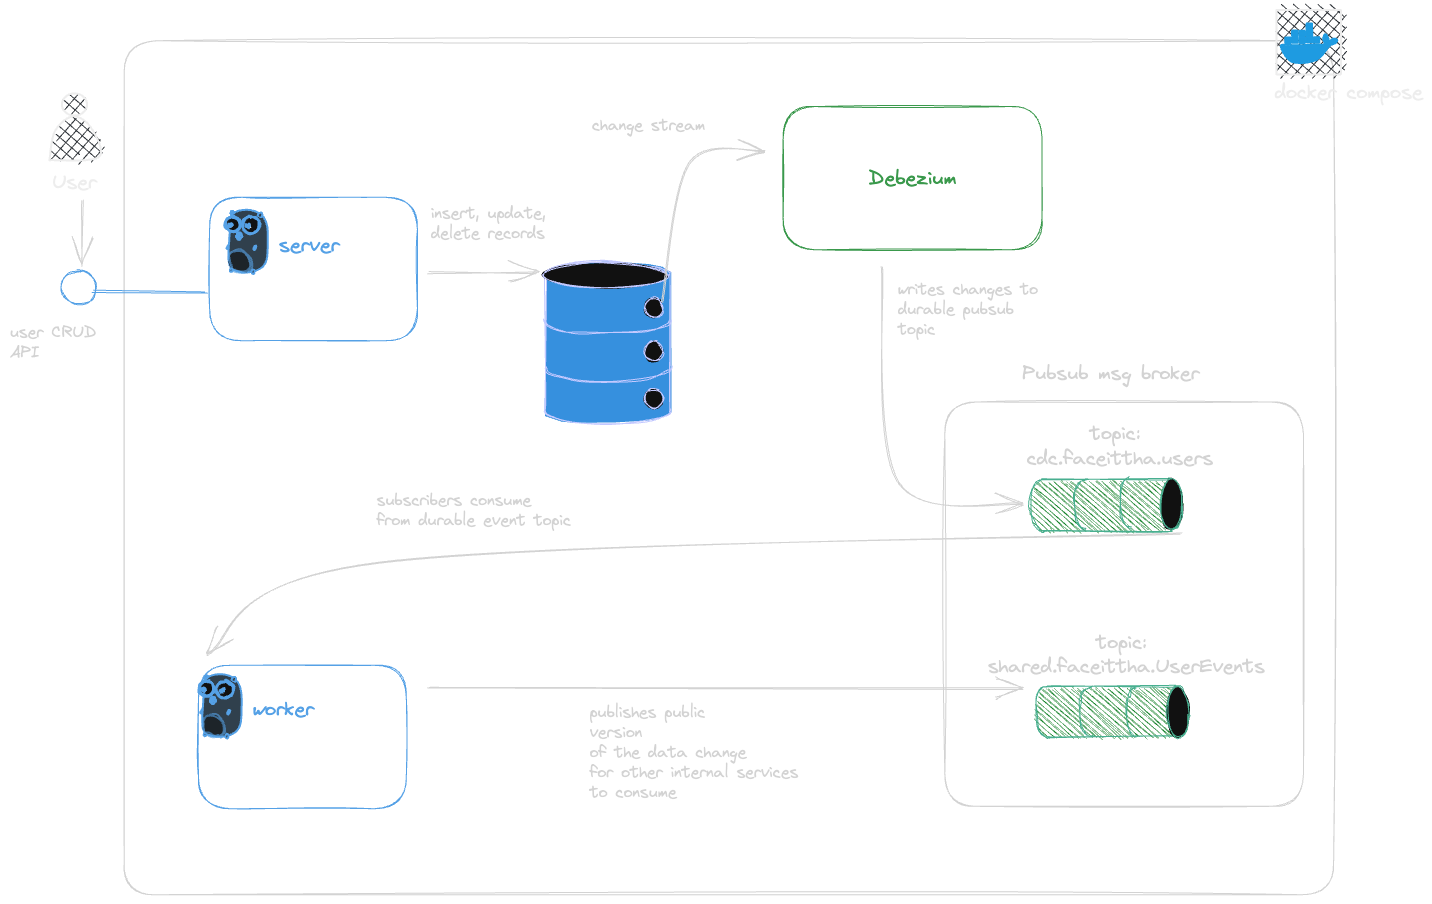 docker compose
User
change stream
Debezium
insert, update,
delete records
server
user CRUD
API
writes changes to
durable pubsub
topic
Pubsub msg broker
topic:
cdc.faceittha.users
subscribers consume
from durable event topic
topic:
shared.faceittha.UserEvents
worker
publishes public
version
of the data change
for other internal services
to consume